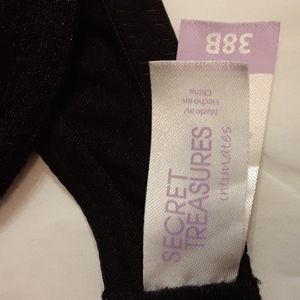 38B
Made in/
Hecho en
China
SECRET
TREASURES
intimates